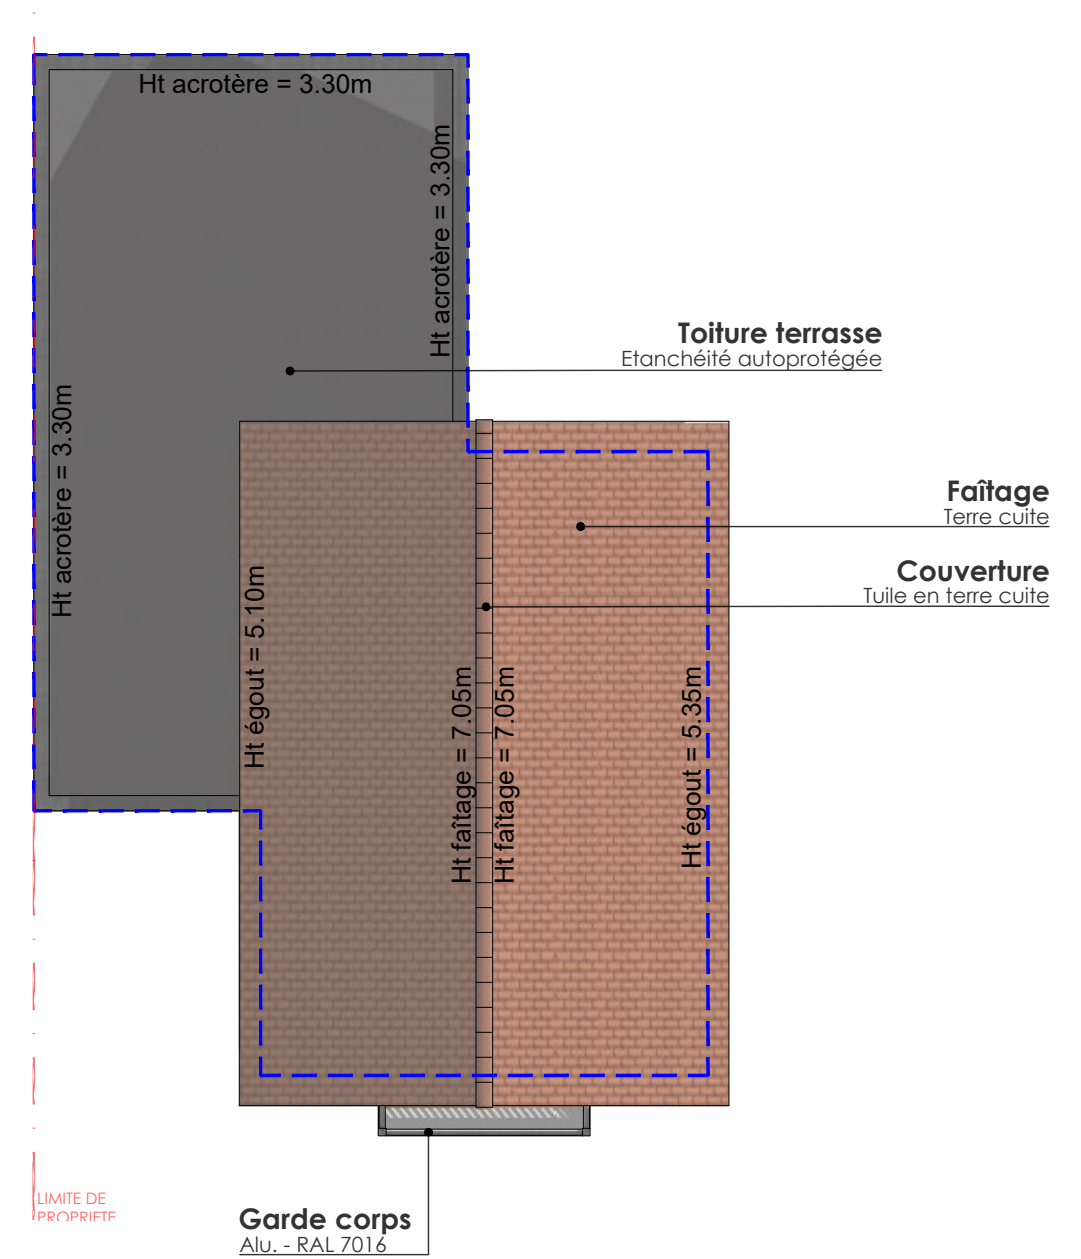 Ht acrotère = 3.30m
Ht acrotère = 3.30m
Toiture terrasse
Etanchéité autoprotégée
Ht acrotère = 3.30m
Faîtage
Terre cuite
Couverture
Tuile en terre cuite
Ht égout = 5.10m
Ht faîtage = 7.05m
Ht faîtage = 7.05m
Ht égout = 5.35m
LIMITE DE
PROPRIETE
Garde corps
Alu. - RAL 7016